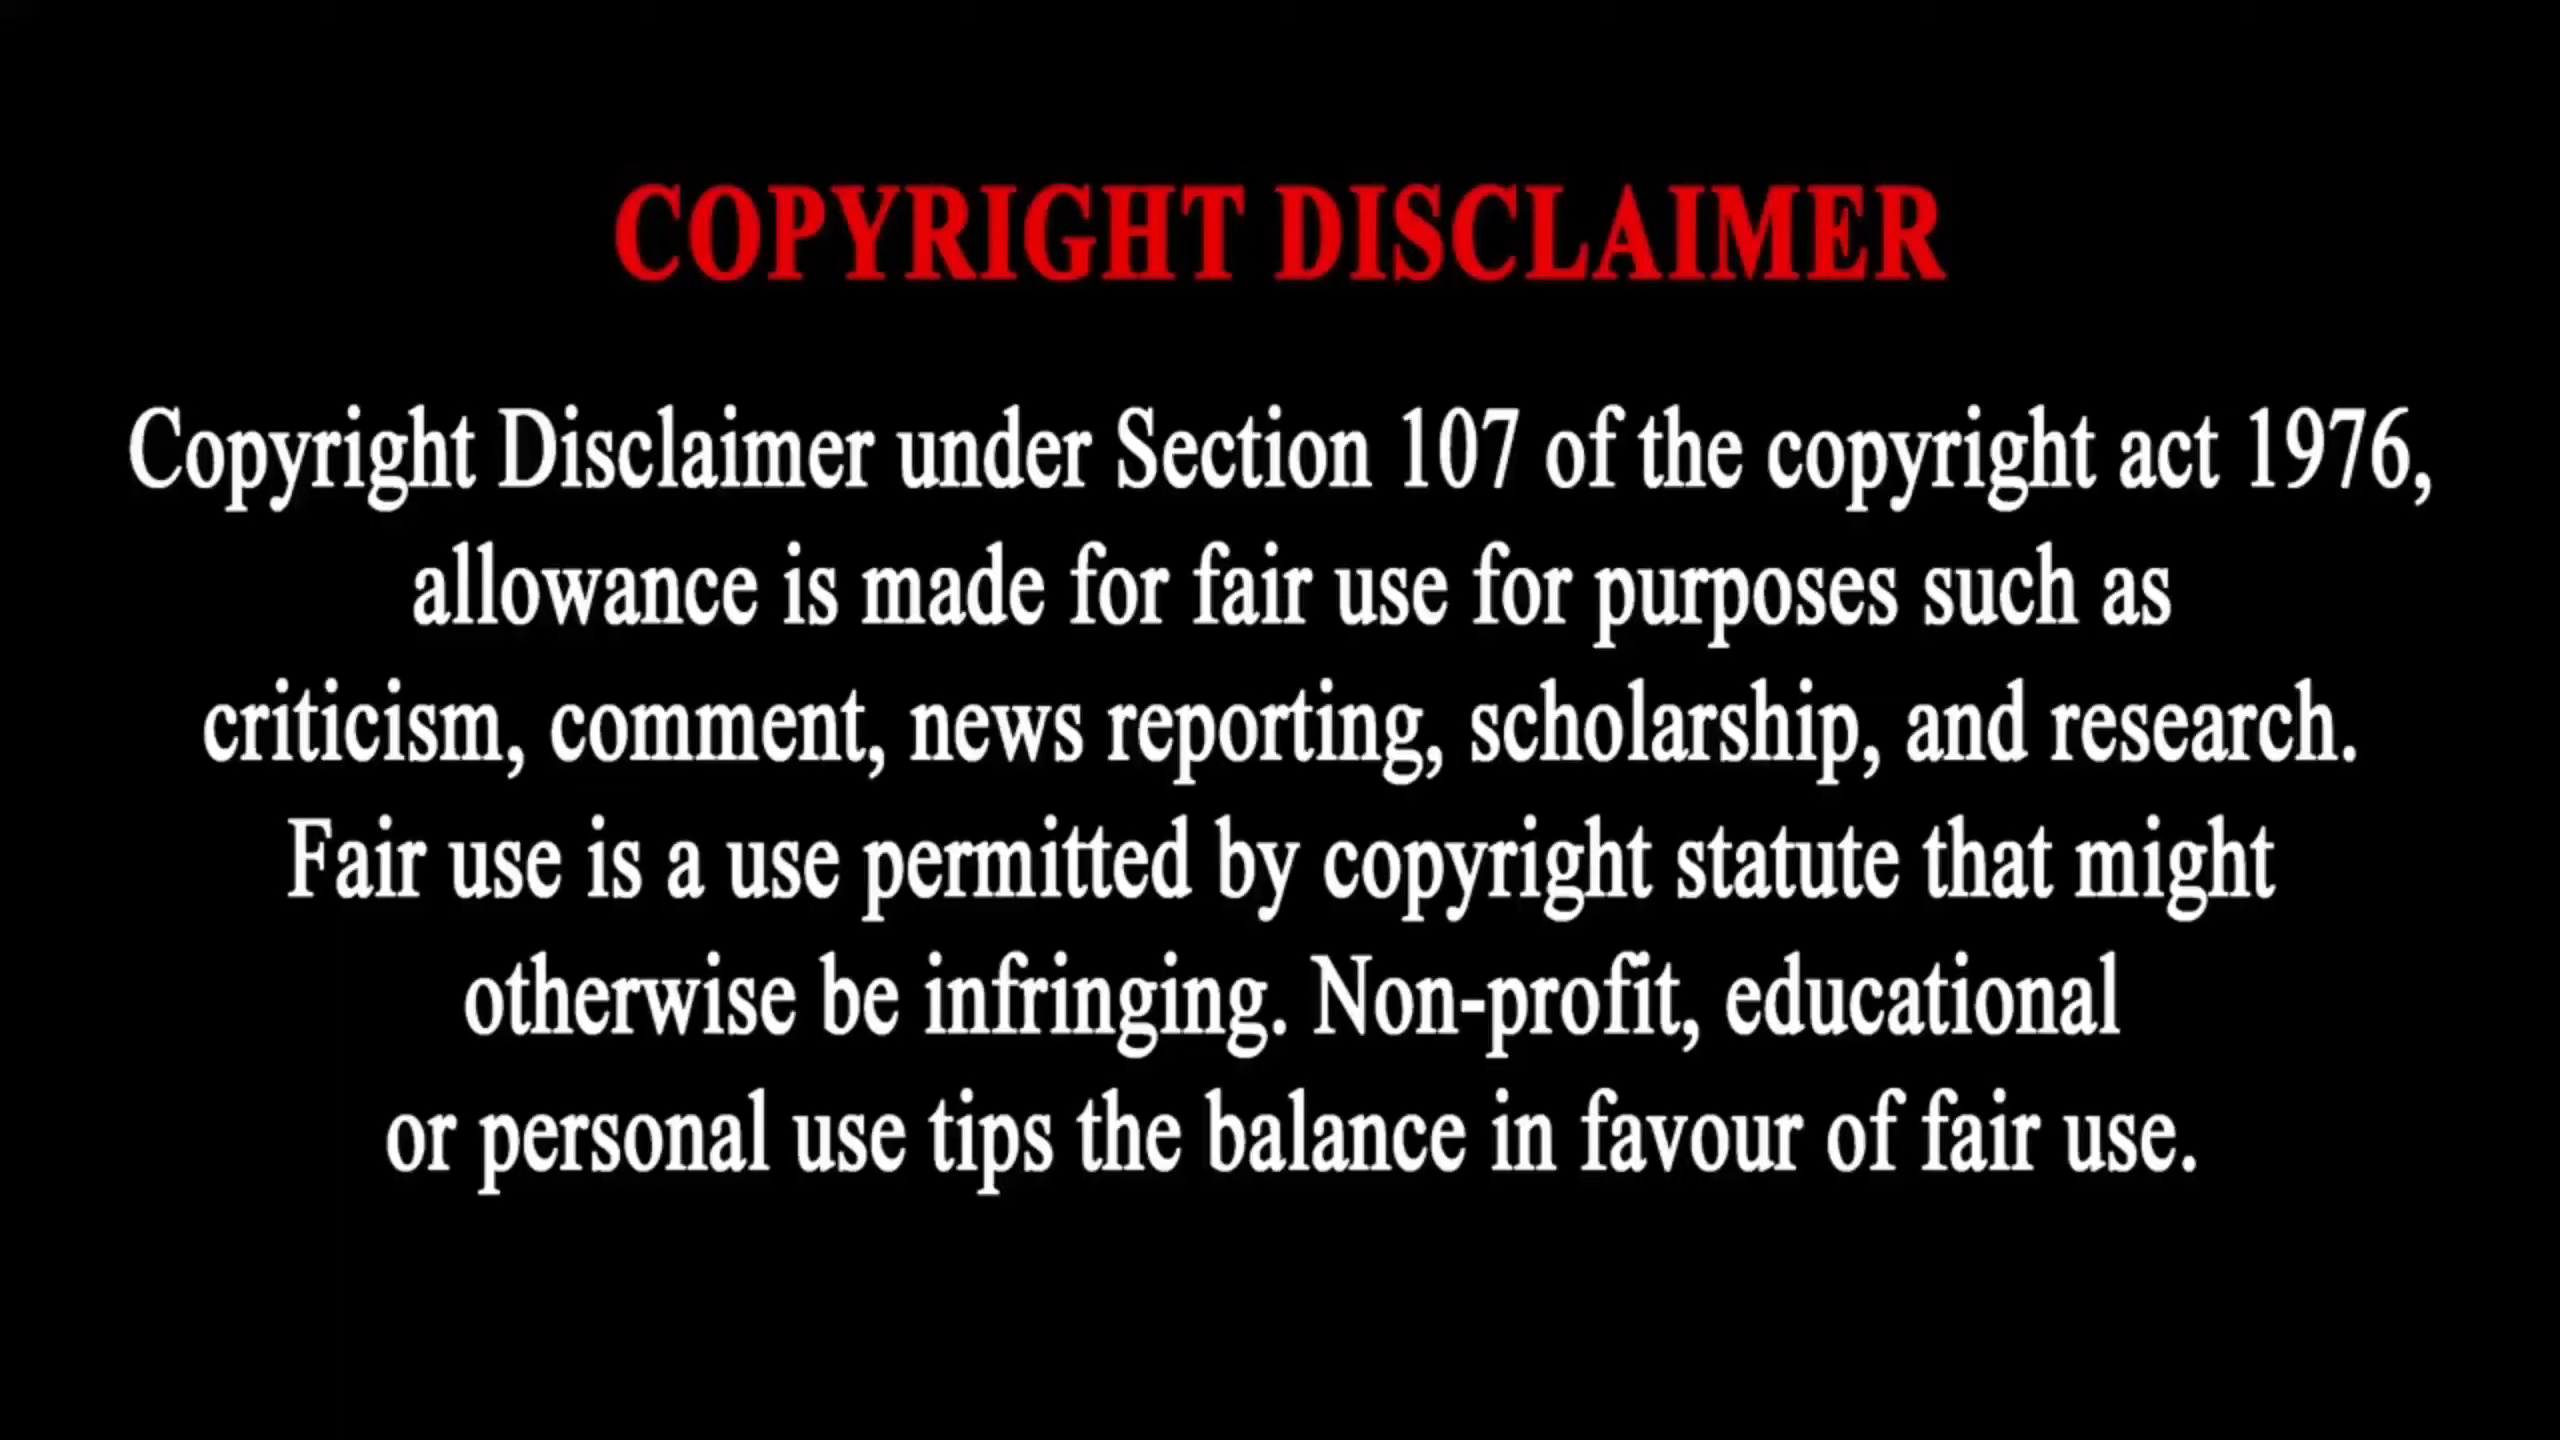 COPYRIGHT DISCLAIMER
Copyright Disclaimer under Section 107 of the copyright act 1976,
allowance is made for fair use for purposes such as
criticism, comment, news reporting, scholarship, and research.
Fair use is a use permitted by copyright statute that might
otherwise be infringing. Non-profit, educational
or personal use tips the balance in favour of fair use.